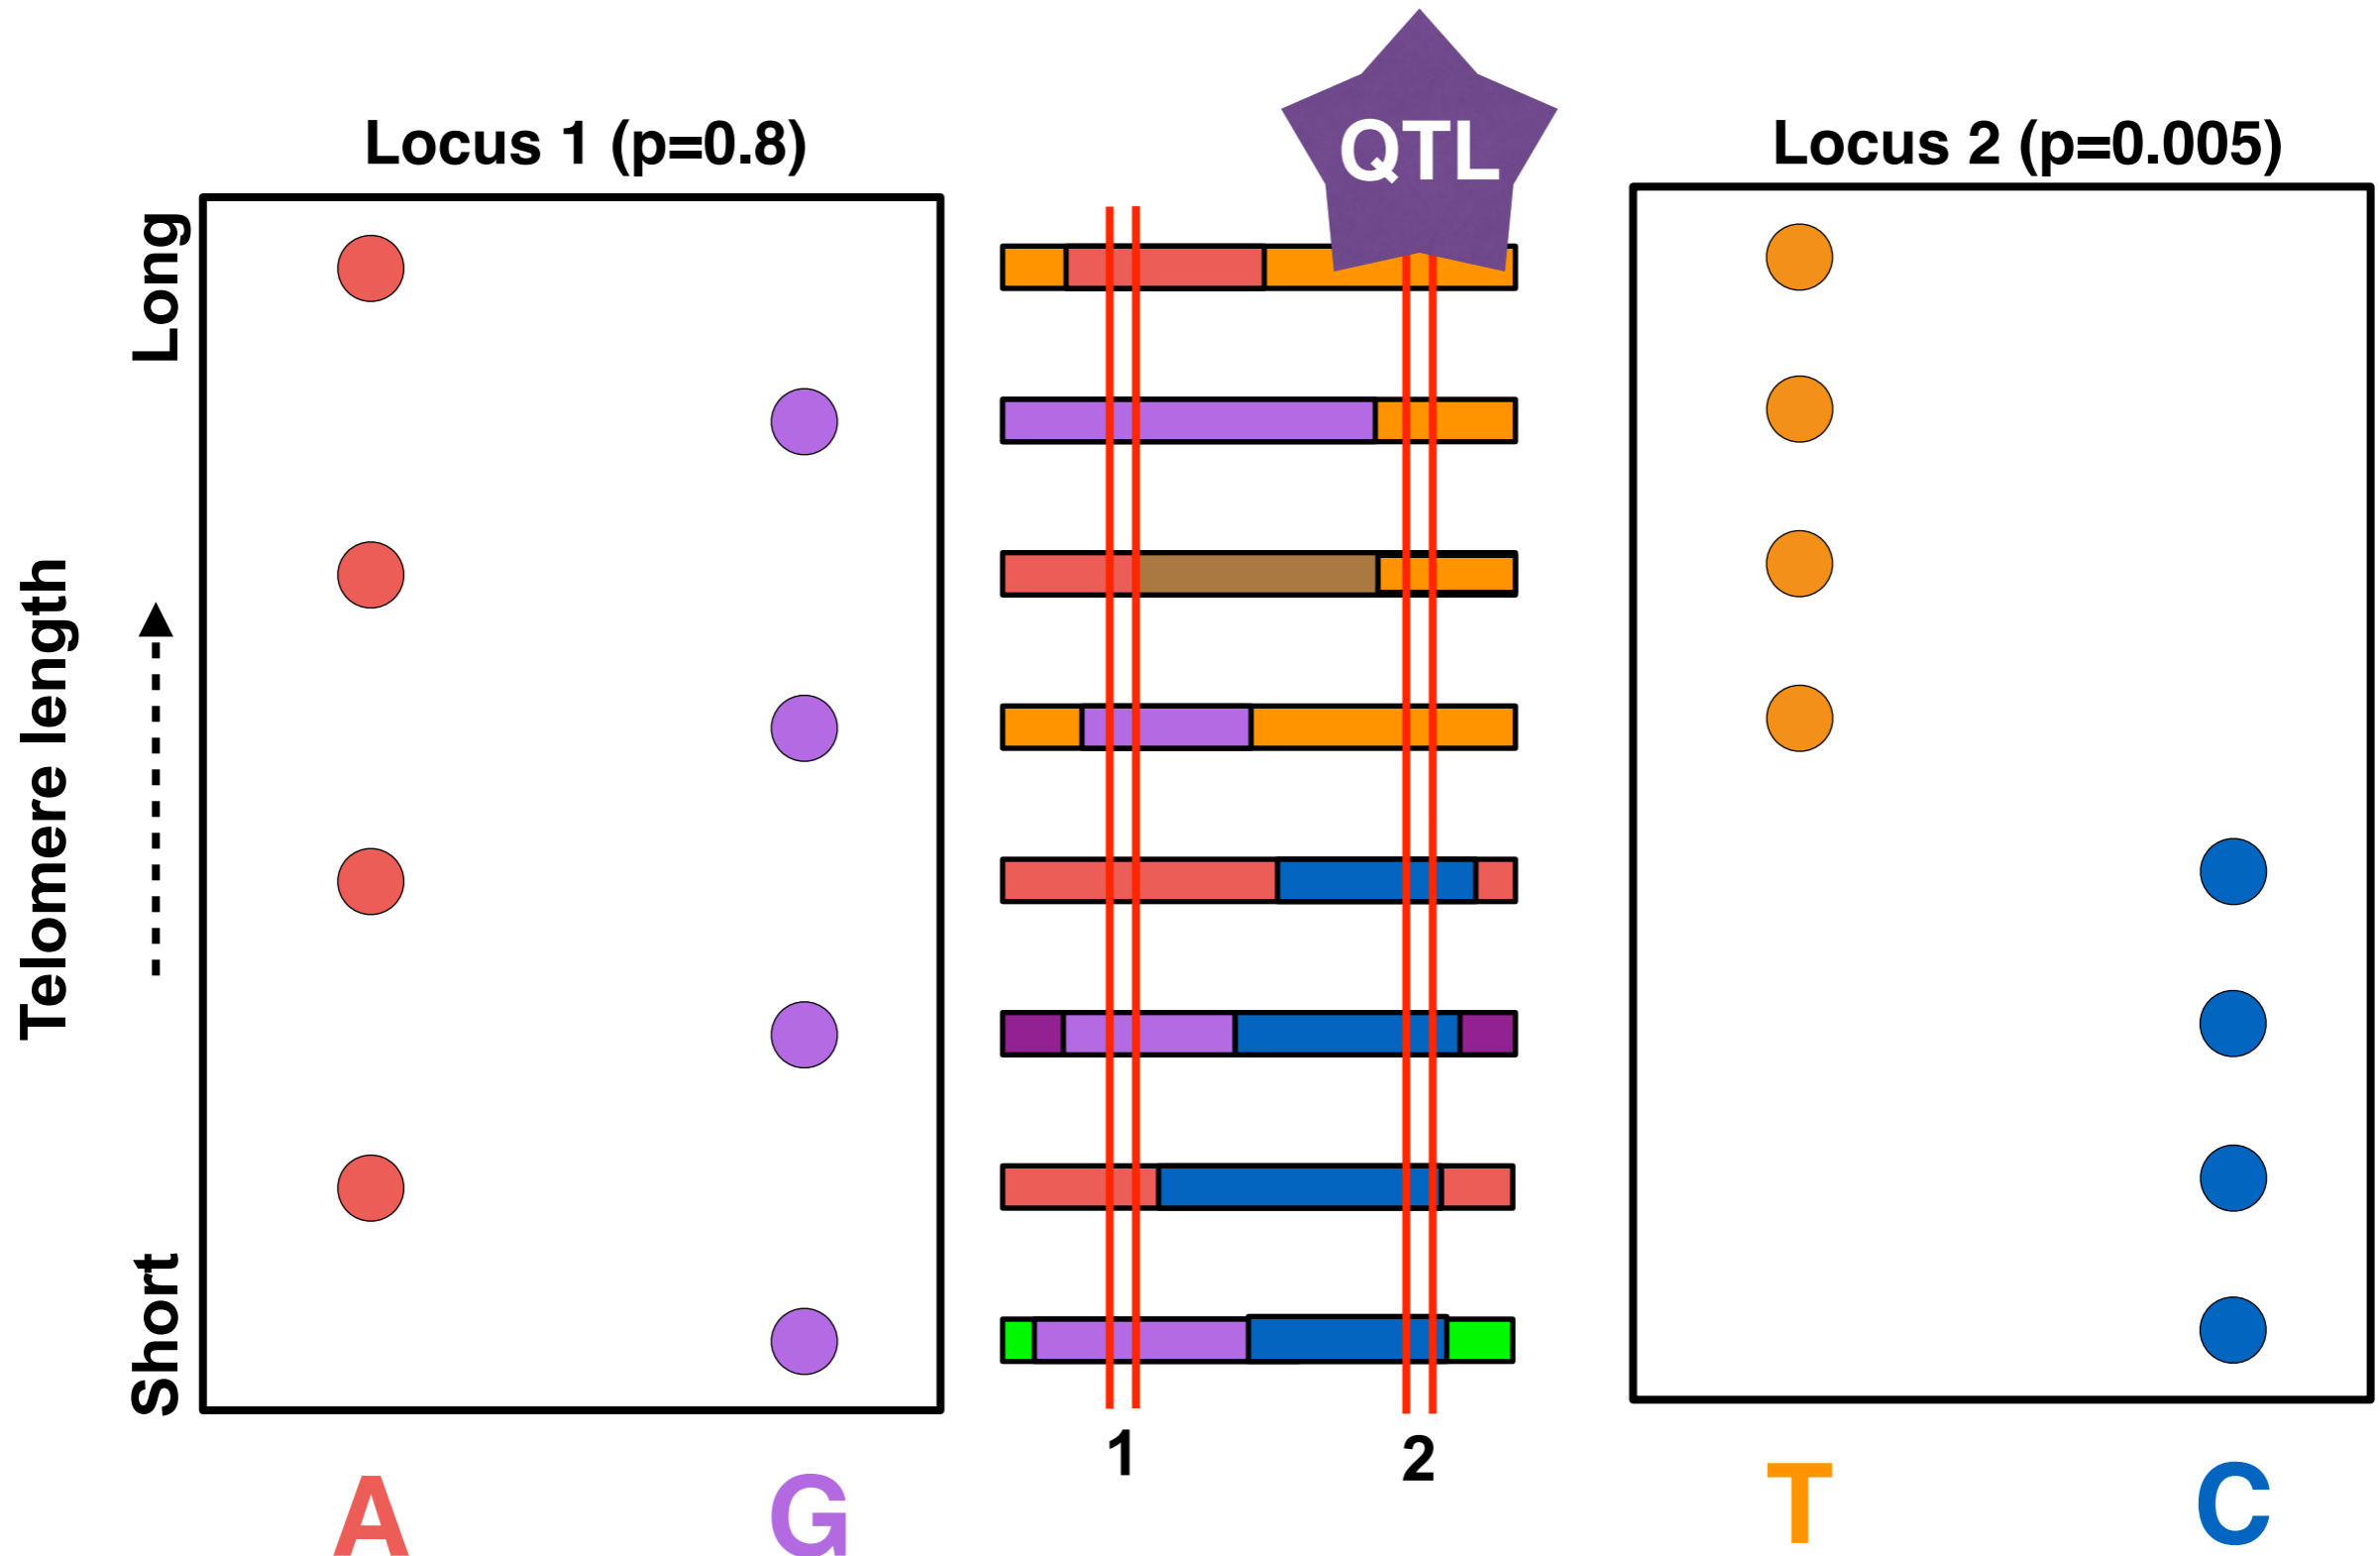 QTL
Locus 1 (p=0.8)
Locus 2 (p=0.005)
Long
Telomere length
Short
1
2
A
G
T
C